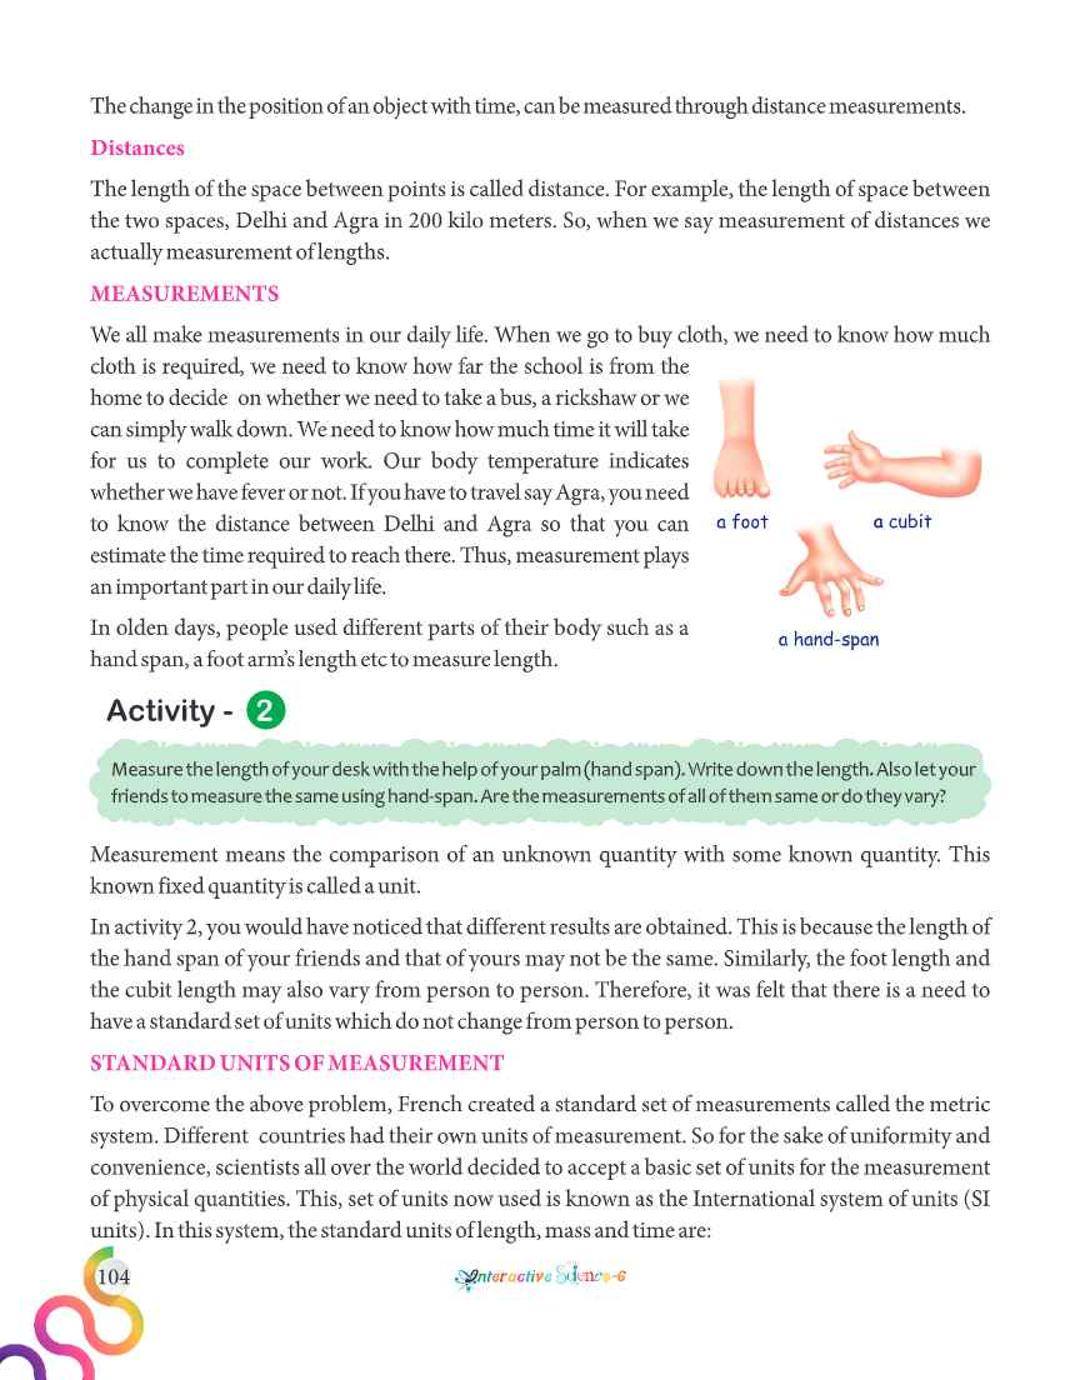 The change in the position of an object with time, can be measured through distance measurements.
Distances
The length of the space between points is called distance. For example, the length of space between
the two spaces, Delhi and Agra in 200 kilo meters. So, when we say measurement of distances we
actually measurement of lengths.
MEASUREMENTS
We all make measurements in our daily life. When we go to buy cloth, we need to know how much
cloth is required, we need to know how far the school is from the
home to decide on whether we need to take a bus, a rickshaw or we
can simply walk down. We need to know how much time it will take
for us to complete our work. Our body temperature indicates
whether we have fever or not. If you have to travel say Agra, you need
to know the distance between Delhi and Agra so that you can
estimate the time required to reach there. Thus, measurement plays
an important part in our daily life.
In olden days, people used different parts of their body such as a
hand span, a foot arm's length etc to measure length.
a foot
a cubit
a hand-span
Activity - 2
Measure the length of your desk with the help of your palm (hand span). Write down the length. Also let your
friends to measure the same using hand-span. Are the measurements of all of them same or do they vary?
Measurement means the comparison of an unknown quantity with some known quantity. This
known fixed quantity is called a unit.
In activity 2, you would have noticed that different results are obtained. This is because the length of
the hand span of your friends and that of yours may not be the same. Similarly, the foot length and
the cubit length may also vary from person to person. Therefore, it was felt that there is a need to
have a standard set of units which do not change from person to person.
STANDARD UNITS OF MEASUREMENT
To overcome the above problem, French created a standard set of measurements called the metric
system. Different countries had their own units of measurement. So for the sake of uniformity and
convenience, scientists all over the world decided to accept a basic set of units for the measurement
of physical quantities. This, set of units now used is known as the International system of units (SI
units). In this system, the standard units of length, mass and time are:
104
Interactive Science-6